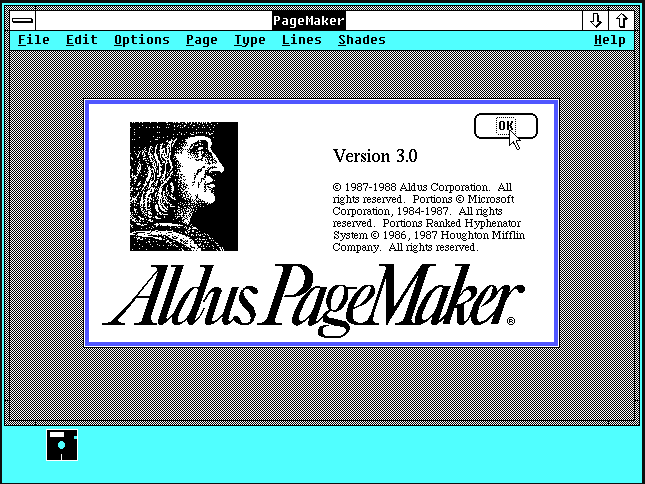 PageMaker
File Edit Options Page Type Lines Shades Help
OK
Version 3.0
© 1987-1988 Aldus Corporation. All
rights reserved. Portions © Microsoft
Corporation, 1984-1987. All rights
reserved. Portions Ranked Hyphenator
System © 1986, 1987 Houghton Mifflin
Company. All rights reserved.
Aldus PageMaker®